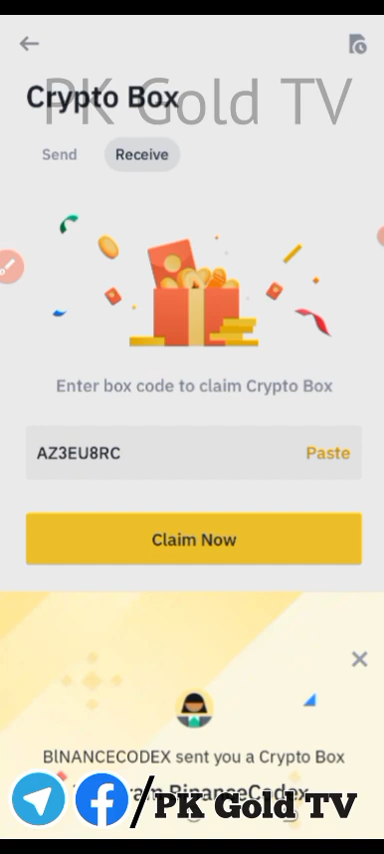 Crypto Box
PK Gold TV
Send
Receive
Enter box code to claim Crypto Box
AZ3EU8RC
Paste
Claim Now
BINANCECODEX sent you a Crypto Box
BinanceCodex
/PK Gold TV